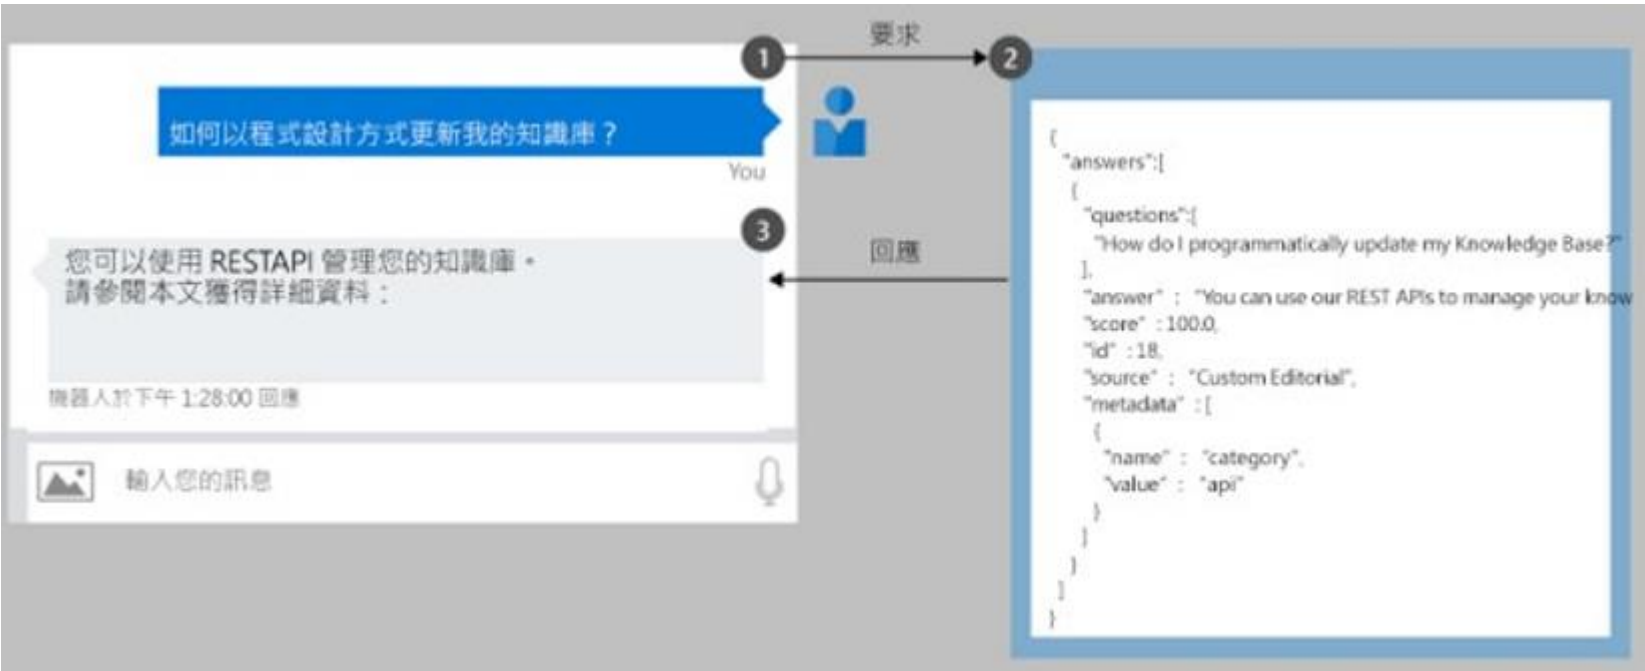 1
要求
2
如何以程式設計方式更新我的知識庫？
You
3
回應
您可以使用 RESTAPI 管理您的知識庫。
請參閱本文獲得詳細資料：
機器人於下午 1:28:00 回應
輸入您的訊息
{
"answers":[
{
"questions":[
"How do I programmatically update my Knowledge Base?"
],
"answer" : "You can use our REST APIs to manage your know
"score" : 100.0,
"id" : 18,
"source" : "Custom Editorial",
"metadata" : [
{
"name" : "category",
"value" : "api"
}
]
}
]
}